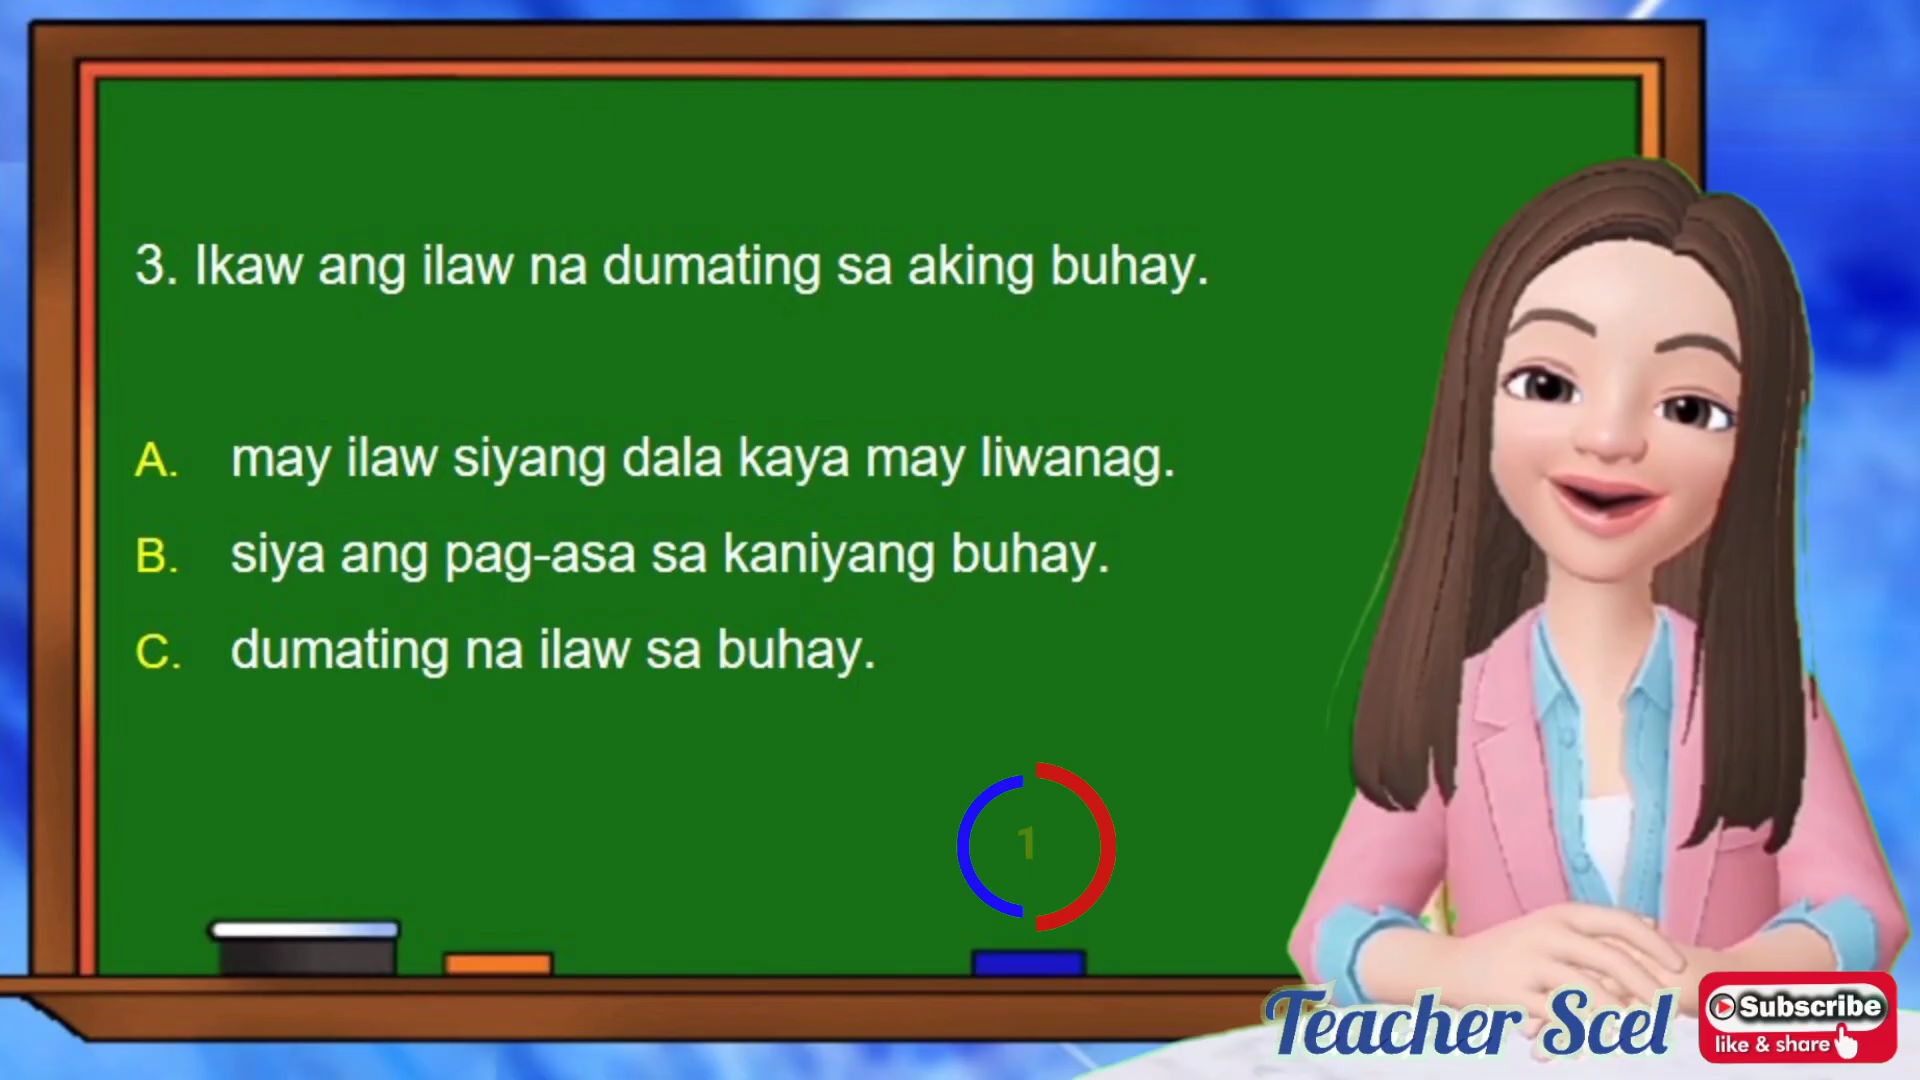 3. Ikaw ang ilaw na dumating sa aking buhay.
A. may ilaw siyang dala kaya may liwanag.
B. siya ang pag-asa sa kaniyang buhay.
C. dumating na ilaw sa buhay.
1
Teacher Scel
Subscribe
like & share